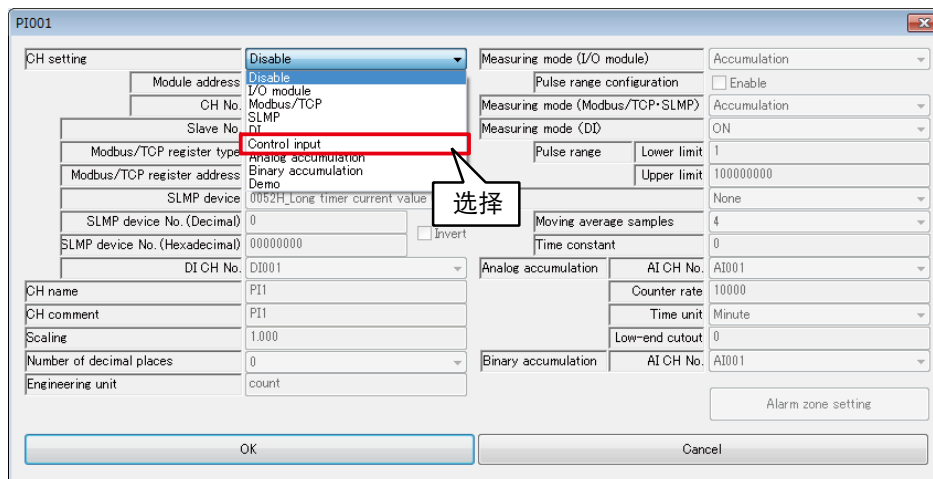 PI001
CH setting
Disable
Disable
I/O module
Modbus/TCP
SLMP
DI
Control input
Analog accumulation
Binary accumulation
Demo
选择
Module address
CH No.
Slave No.
Modbus/TCP register type
Modbus/TCP register address
SLMP device 0052H_Long timer current value
SLMP device No. (Decimal) 0
Invert
SLMP device No. (Hexadecimal) 00000000
DI CH No. DI001
CH name PI1
CH comment PI1
Scaling 1.000
Number of decimal places 0
Engineering unit count
Measuring mode (I/O module) Accumulation
Pulse range configuration Enable
Measuring mode (Modbus/TCP・SLMP) Accumulation
Measuring mode (DI) ON
Pulse range Lower limit 1
Upper limit 100000000
None
Moving average samples 4
Time constant 0
Analog accumulation AI CH No. AI001
Counter rate 10000
Time unit Minute
Low-end cutout 0
Binary accumulation AI CH No. AI001
Alarm zone setting
OK Cancel